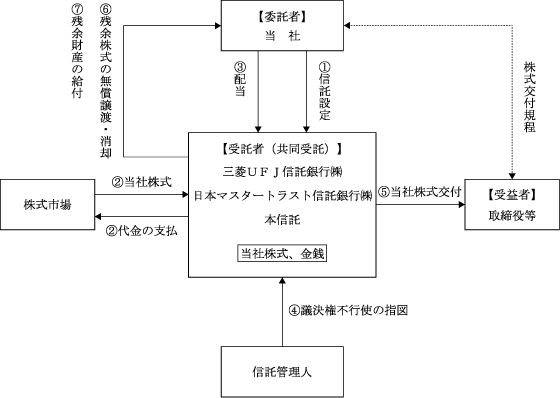 ⑦残余財産の給付
⑥残余株式の無償譲渡・消却
【委託者】
当　社
③配当
①信託設定
株式交付規程
【受託者（共同受託）】
三菱ＵＦＪ信託銀行㈱
日本マスタートラスト信託銀行㈱
本信託
当社株式、金銭
株式市場
②当社株式
②代金の支払
⑤当社株式交付
【受益者】
取締役等
④議決権不行使の指図
信託管理人